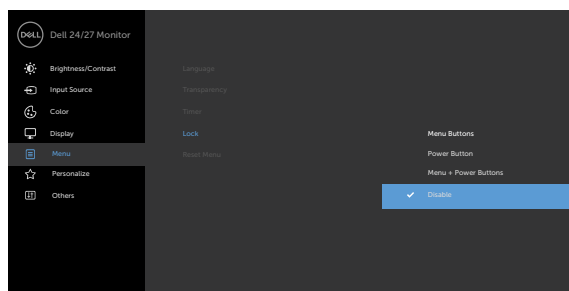 DELL
Dell 24/27 Monitor
Brightness/Contrast
Input Source
Color
Display
Menu
Personalize
Others
Language
Transparency
Timer
Lock
Reset Menu
Menu Buttons
Power Button
Menu + Power Buttons
Disable